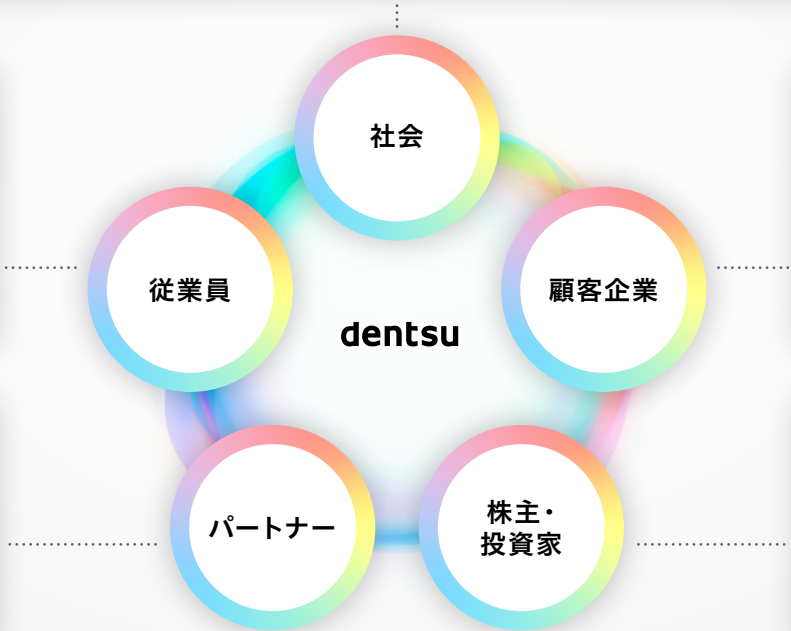 社会
従業員
顧客企業
dentsu
パートナー
株主・
投資家